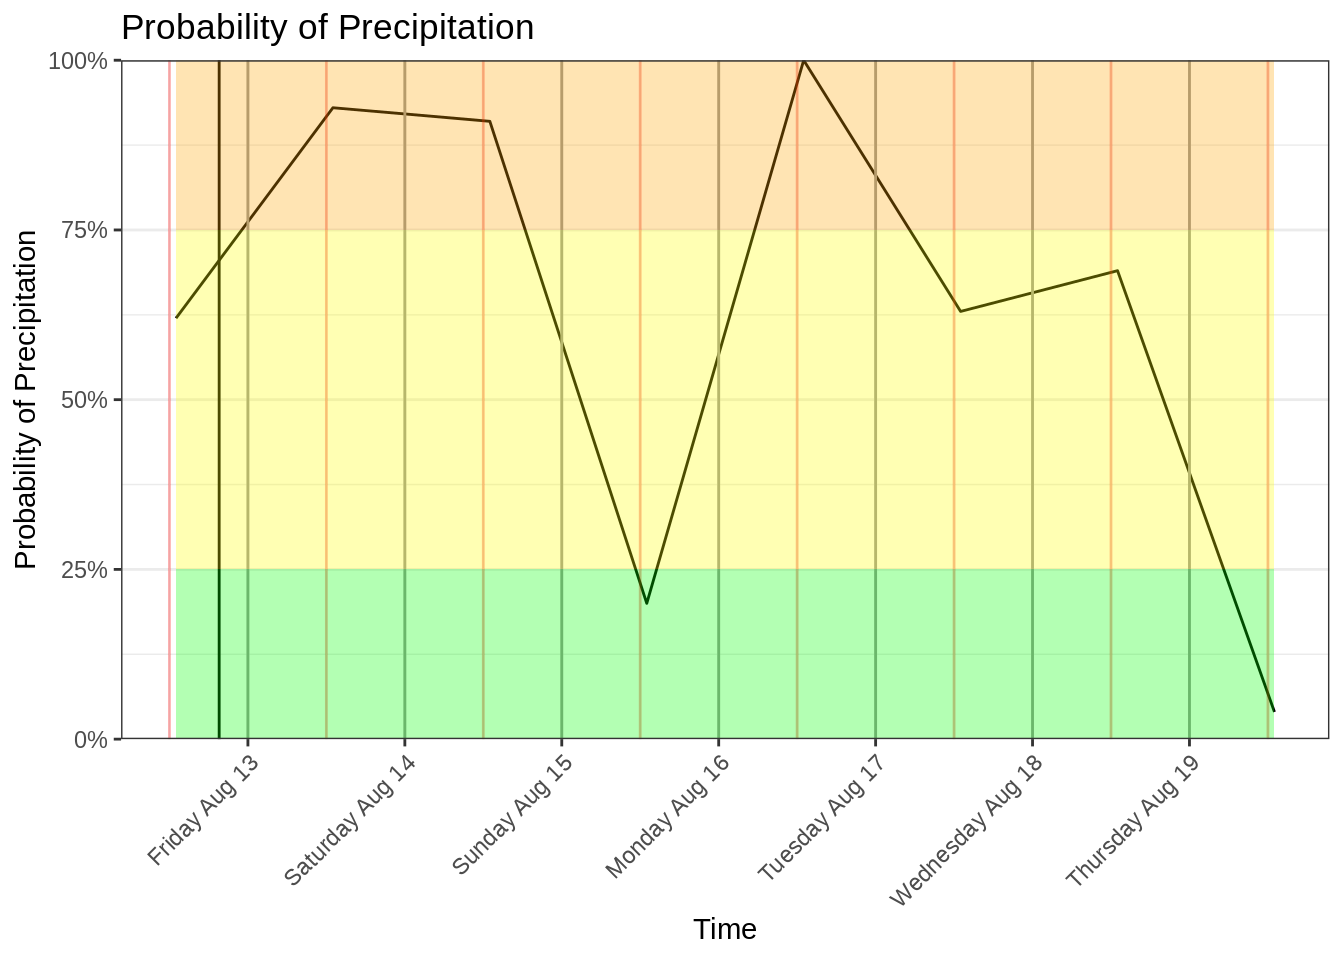 Probability of Precipitation
Probability of Precipitation
100%
75%
50%
25%
0%
Friday Aug 13
Saturday Aug 14
Sunday Aug 15
Monday Aug 16
Tuesday Aug 17
Wednesday Aug 18
Thursday Aug 19
Time